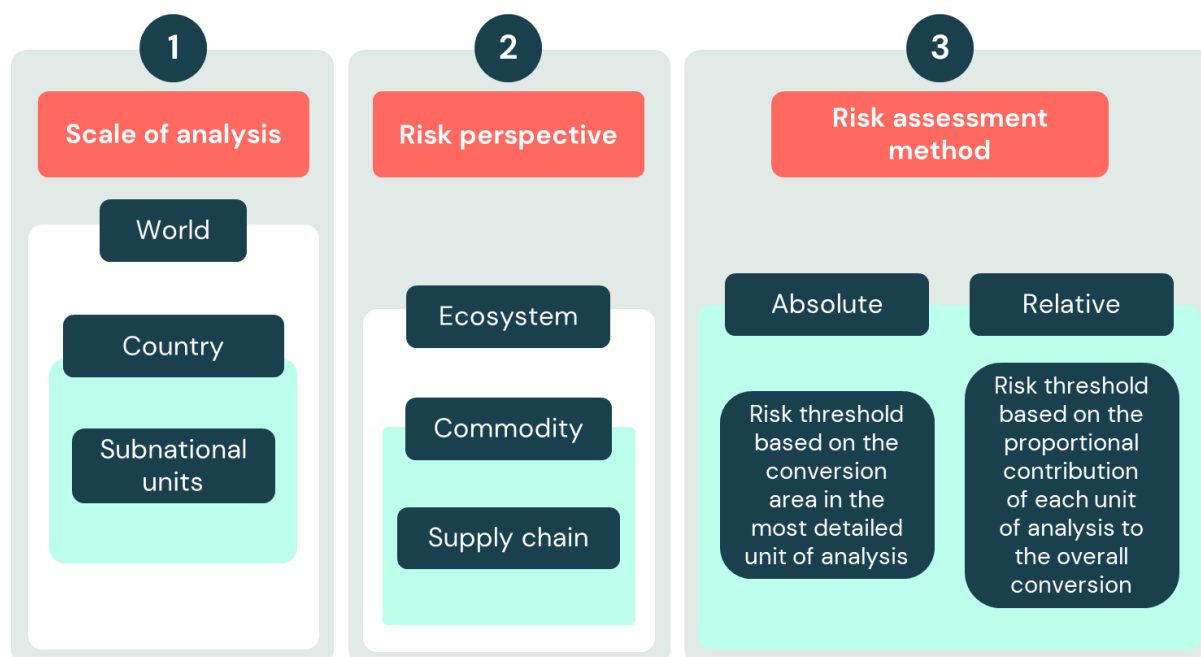 1
Scale of analysis
World
Country
Subnational
units
2
Risk perspective
Ecosystem
Commodity
Supply chain
3
Risk assessment
method
Absolute
Risk threshold
based on the
conversion
area in the
most detailed
unit of analysis
Relative
Risk threshold
based on the
proportional
contribution
of each unit
of analysis to
the overall
conversion